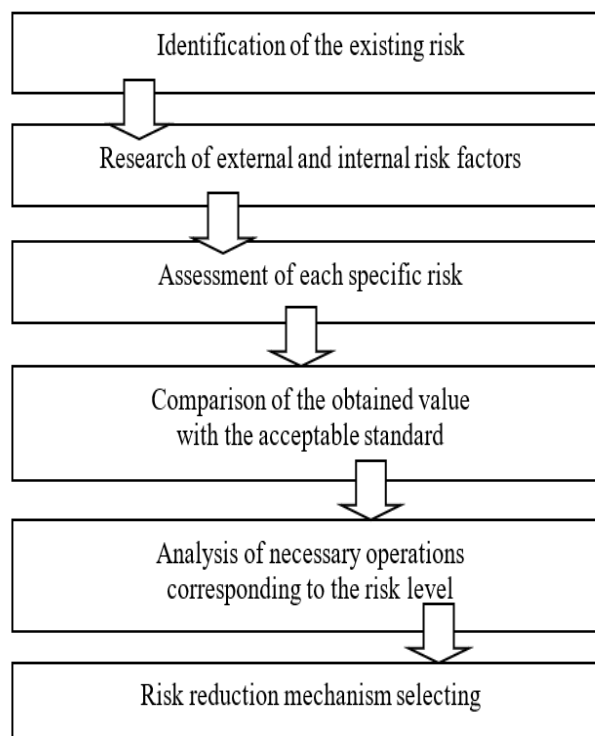 Identification of the existing risk
Research of external and internal risk factors
Assessment of each specific risk
Comparison of the obtained value
with the acceptable standard
Analysis of necessary operations
corresponding to the risk level
Risk reduction mechanism selecting